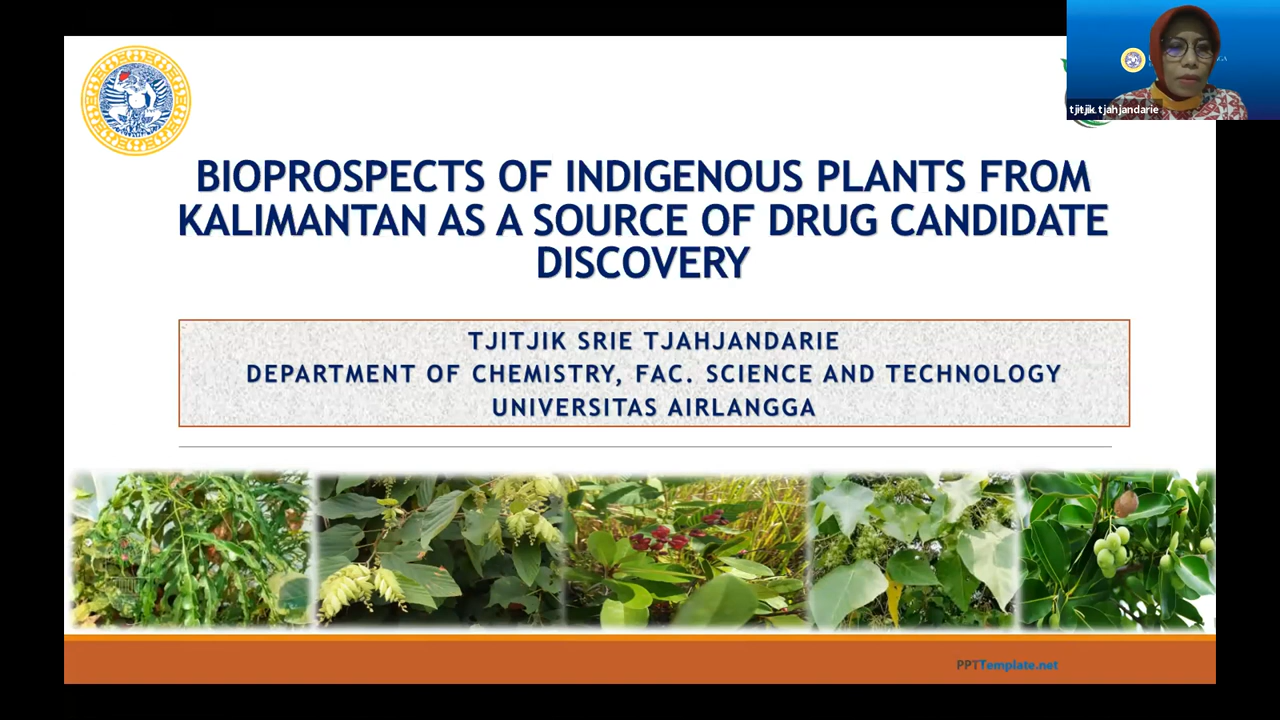 tjitjik tjahjandarie
BIOPROSPECTS OF INDIGENOUS PLANTS FROM
KALIMANTAN AS A SOURCE OF DRUG CANDIDATE
DISCOVERY
TJITJIK SRIE TJAHJANDARIE
DEPARTMENT OF CHEMISTRY, FAC. SCIENCE AND TECHNOLOGY
UNIVERSITAS AIRLANGGA
PPTTemplate.net